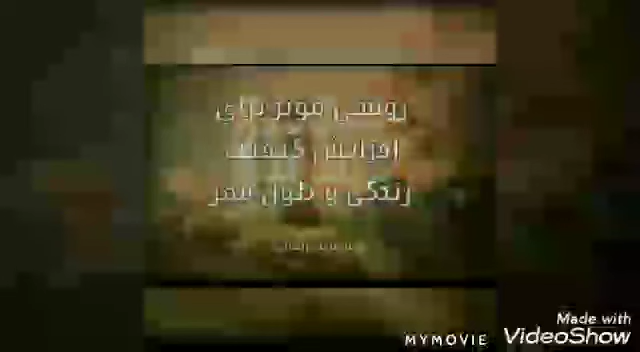 روشی موثر برای
افزایش کیفیت
زندگی و طول عمر
Made with
VideoShow
MYMOVIE